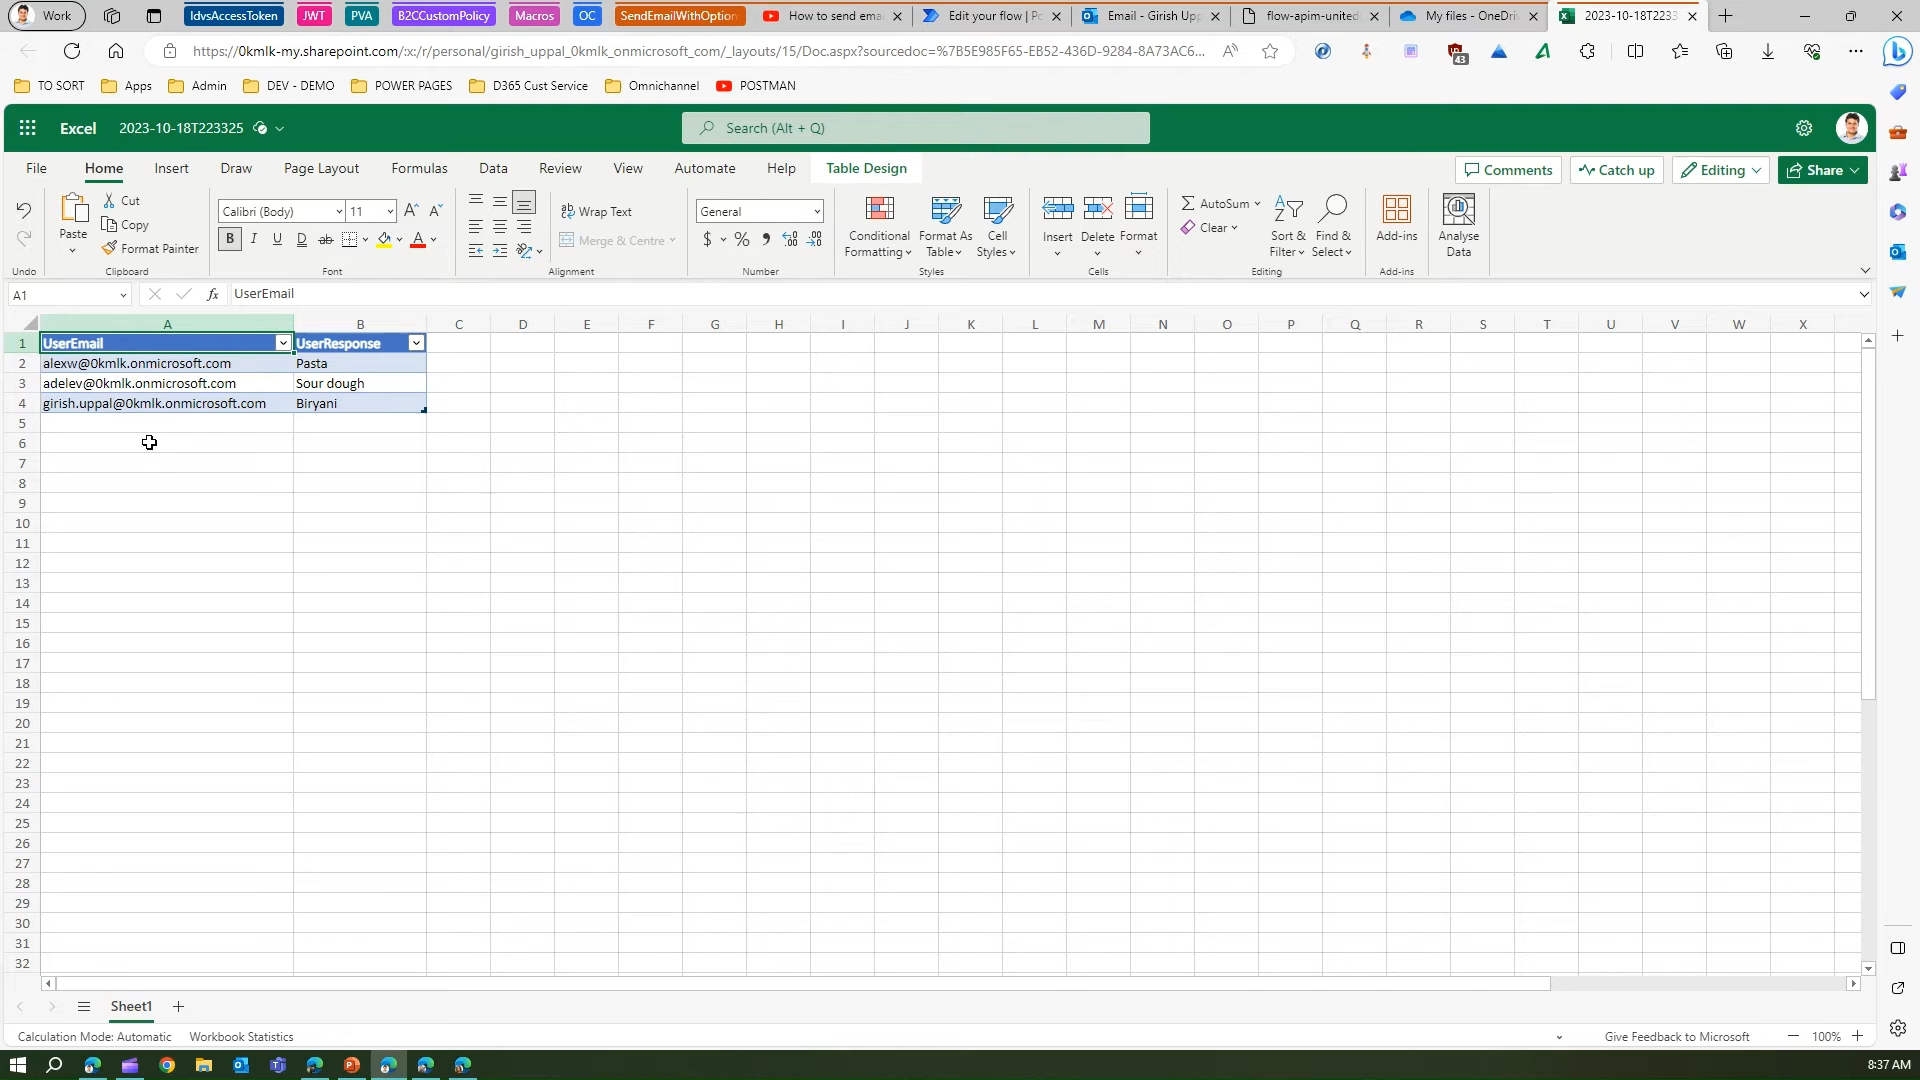 Work
IdvsAccessToken JWT PVA B2CCustomPolicy Macros OC SendEmailWithOption How to send ema Edit your flow | Po Email - Girish Upp flow-apim-united My files - OneDriv 2023-10-18T2233
https://0kmlk-my.sharepoint.com/:x:/r/personal/girish_uppal_0kmlk_onmicrosoft_com/_layouts/15/Doc.aspx?sourcedoc=%7B5E985F65-EB52-436D-9284-8A73AC6... 43
TO SORT Apps Admin DEV - DEMO POWER PAGES D365 Cust Service Omnichannel POSTMAN
Excel 2023-10-18T223325 Search (Alt + Q)
File Home Insert Draw Page Layout Formulas Data Review View Automate Help Table Design Comments Catch up Editing Share
Paste Cut Copy Format Painter
Calibri (Body) 11 B I U D ab A
Wrap Text
Merge & Centre
General
$ % ,
Conditional Formatting Format As Table Cell Styles
Insert Delete Format
AutoSum
Clear
Sort & Filter Find & Select
Add-ins
Analyse Data
Undo Clipboard Font Alignment Number Styles Cells Editing Add-ins
A1 fx UserEmail
A B C D E F G H I J K L M N O P Q R S T U V W X
1 UserEmail UserResponse
2 alexw@0kmlk.onmicrosoft.com Pasta
3 adelev@0kmlk.onmicrosoft.com Sour dough
4 girish.uppal@0kmlk.onmicrosoft.com Biryani
5
6
7
8
9
10
11
12
13
14
15
16
17
18
19
20
21
22
23
24
25
26
27
28
29
30
31
32
Sheet1
Calculation Mode: Automatic Workbook Statistics Give Feedback to Microsoft 100%
8:37 AM